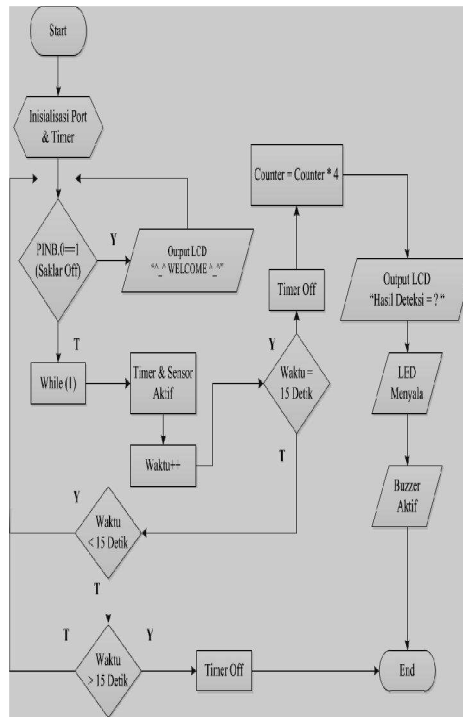 Start
Inisialisasi Port
& Timer
PINB.0==1
(Saklar Off)
Y
Output LCD
"^_^ WELCOME ^_^"
T
While (1)
Timer & Sensor
Aktif
Waktu++
Waktu =
15 Detik
Y
T
Timer Off
Counter = Counter * 4
Output LCD
"Hasil Deteksi = ? "
LED
Menyala
Buzzer
Aktif
Y
Waktu
< 15 Detik
T
T
Waktu
> 15 Detik
Y
Timer Off
End